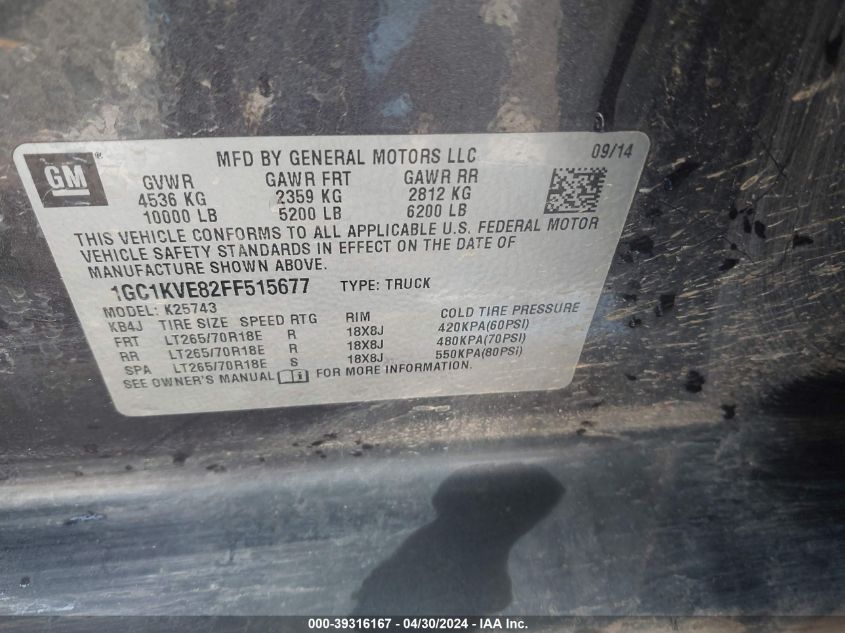 GM ® MFD BY GENERAL MOTORS LLC 09/14
GVWR GAWR FRT GAWR RR
4536 KG 2359 KG 2812 KG
10000 LB 5200 LB 6200 LB
THIS VEHICLE CONFORMS TO ALL APPLICABLE U.S. FEDERAL MOTOR
VEHICLE SAFETY STANDARDS IN EFFECT ON THE DATE OF
MANUFACTURE SHOWN ABOVE.
1GC1KVE82FF515677 TYPE: TRUCK
MODEL: K25743
KB4J TIRE SIZE SPEED RTG RIM COLD TIRE PRESSURE
FRT LT265/70R18E R 18X8J 420KPA(60PSI)
RR LT265/70R18E R 18X8J 480KPA(70PSI)
SPA LT265/70R18E S 18X8J 550KPA(80PSI)
SEE OWNER'S MANUAL FOR MORE INFORMATION.
000-39316167 — 04/30/2024 — IAA Inc.